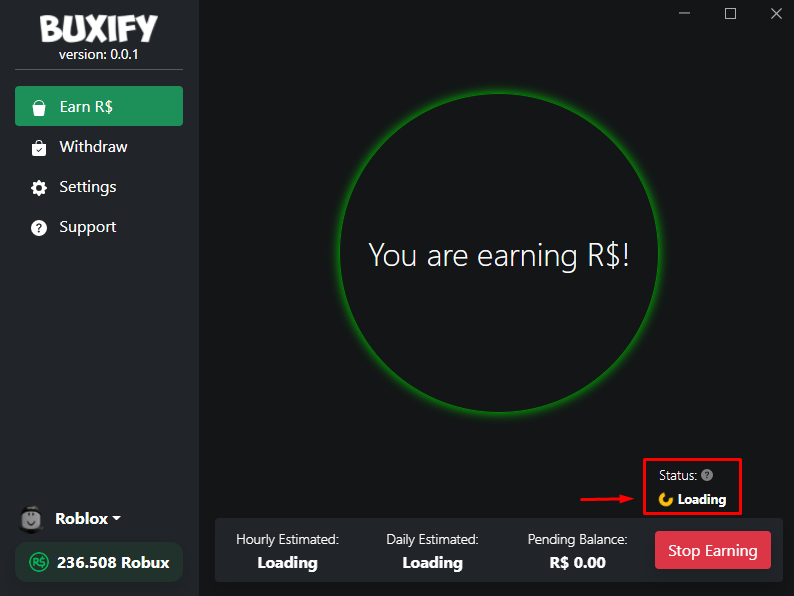 BUXIFY
version: 0.0.1
Earn R$
Withdraw
Settings
Support
You are earning R$!
Status: ?
Loading
Roblox
R$ 236.508 Robux
Hourly Estimated:
Loading
Daily Estimated:
Loading
Pending Balance:
R$ 0.00
Stop Earning